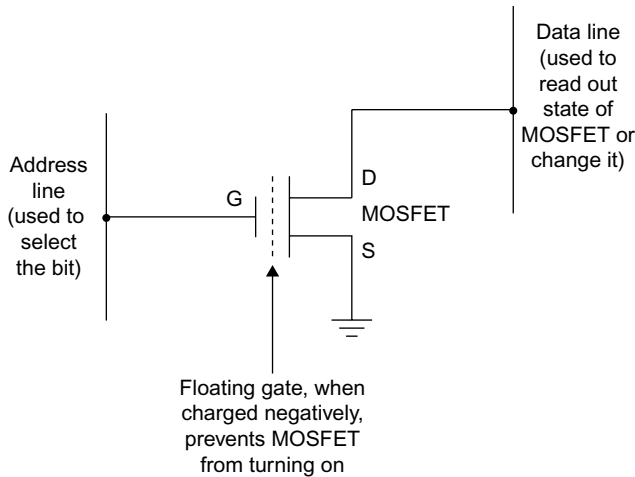 Data line
(used to
read out
state of
MOSFET or
change it)
Address
line
(used to
select
the bit)
G
D
MOSFET
S
Floating gate, when
charged negatively,
prevents MOSFET
from turning on